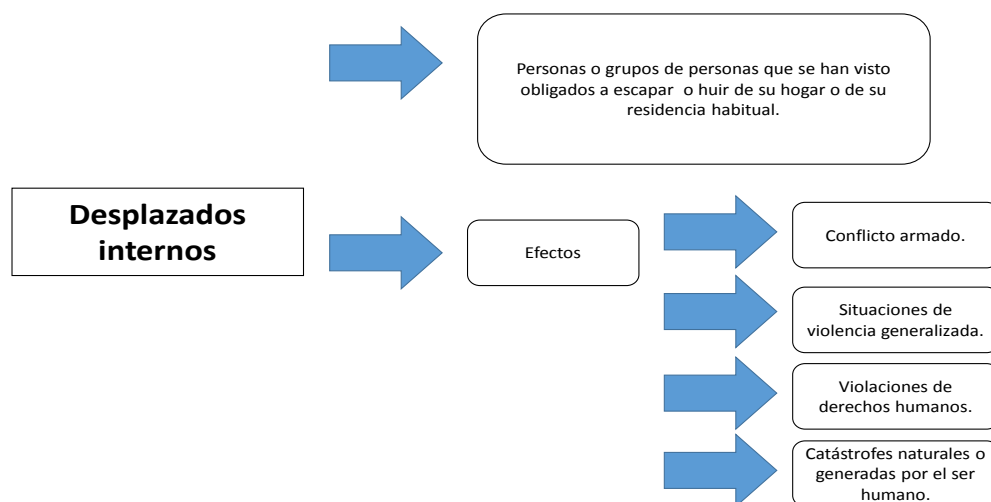 Personas o grupos de personas que se han visto
obligados a escapar o huir de su hogar o de su
residencia habitual.
Desplazados
internos
Efectos
Conflicto armado.
Situaciones de
violencia generalizada.
Violaciones de
derechos humanos.
Catástrofes naturales o
generadas por el ser
humano.